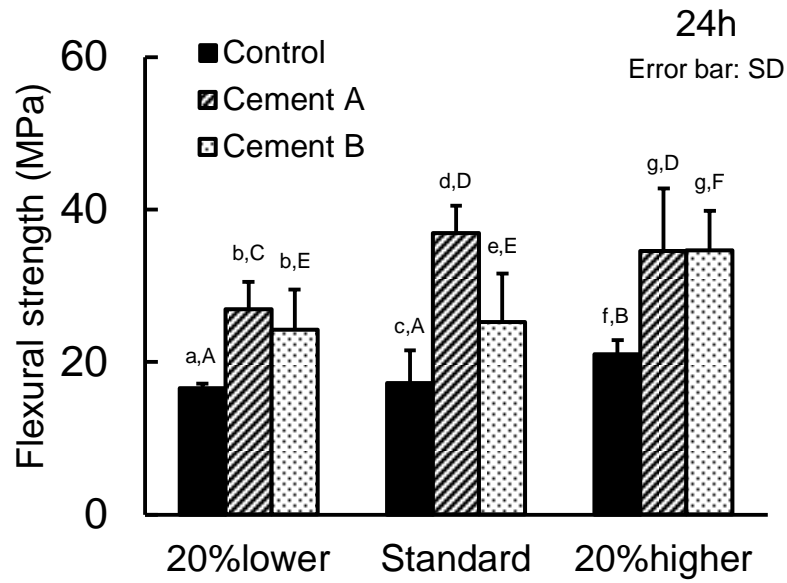 24h
Error bar: SD
Control
Cement A
Cement B
Flexural strength (MPa)
60
40
20
0
a,A
b,C
b,E
c,A
d,D
e,E
f,B
g,D
g,F
20%lower
Standard
20%higher